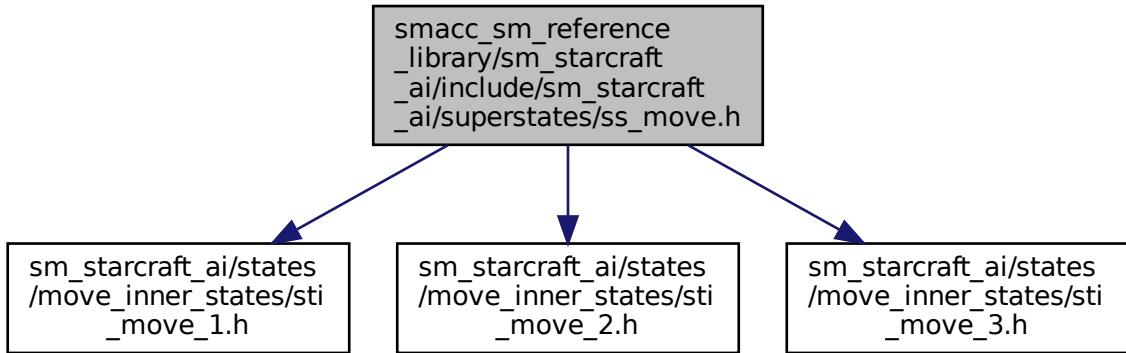 smacc_sm_reference
_library/sm_starcraft
_ai/include/sm_starcraft
_ai/superstates/ss_move.h
sm_starcraft_ai/states
/move_inner_states/sti
_move_1.h
sm_starcraft_ai/states
/move_inner_states/sti
_move_2.h
sm_starcraft_ai/states
/move_inner_states/sti
_move_3.h